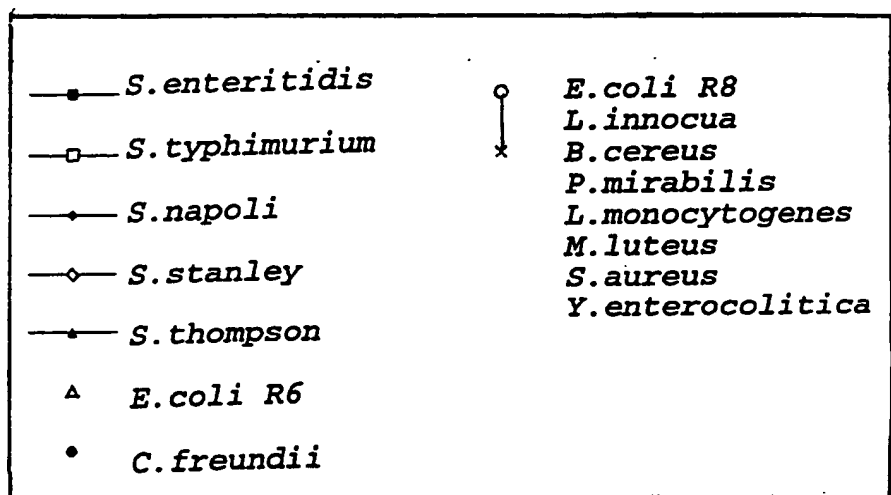 S.enteritidis
S.typhimurium
S.napoli
S.stanley
S.thompson
E.coli R6
C.freundii
E.coli R8
L.innocua
B.cereus
P.mirabilis
L.monocytogenes
M.luteus
S.aureus
Y.enterocolitica